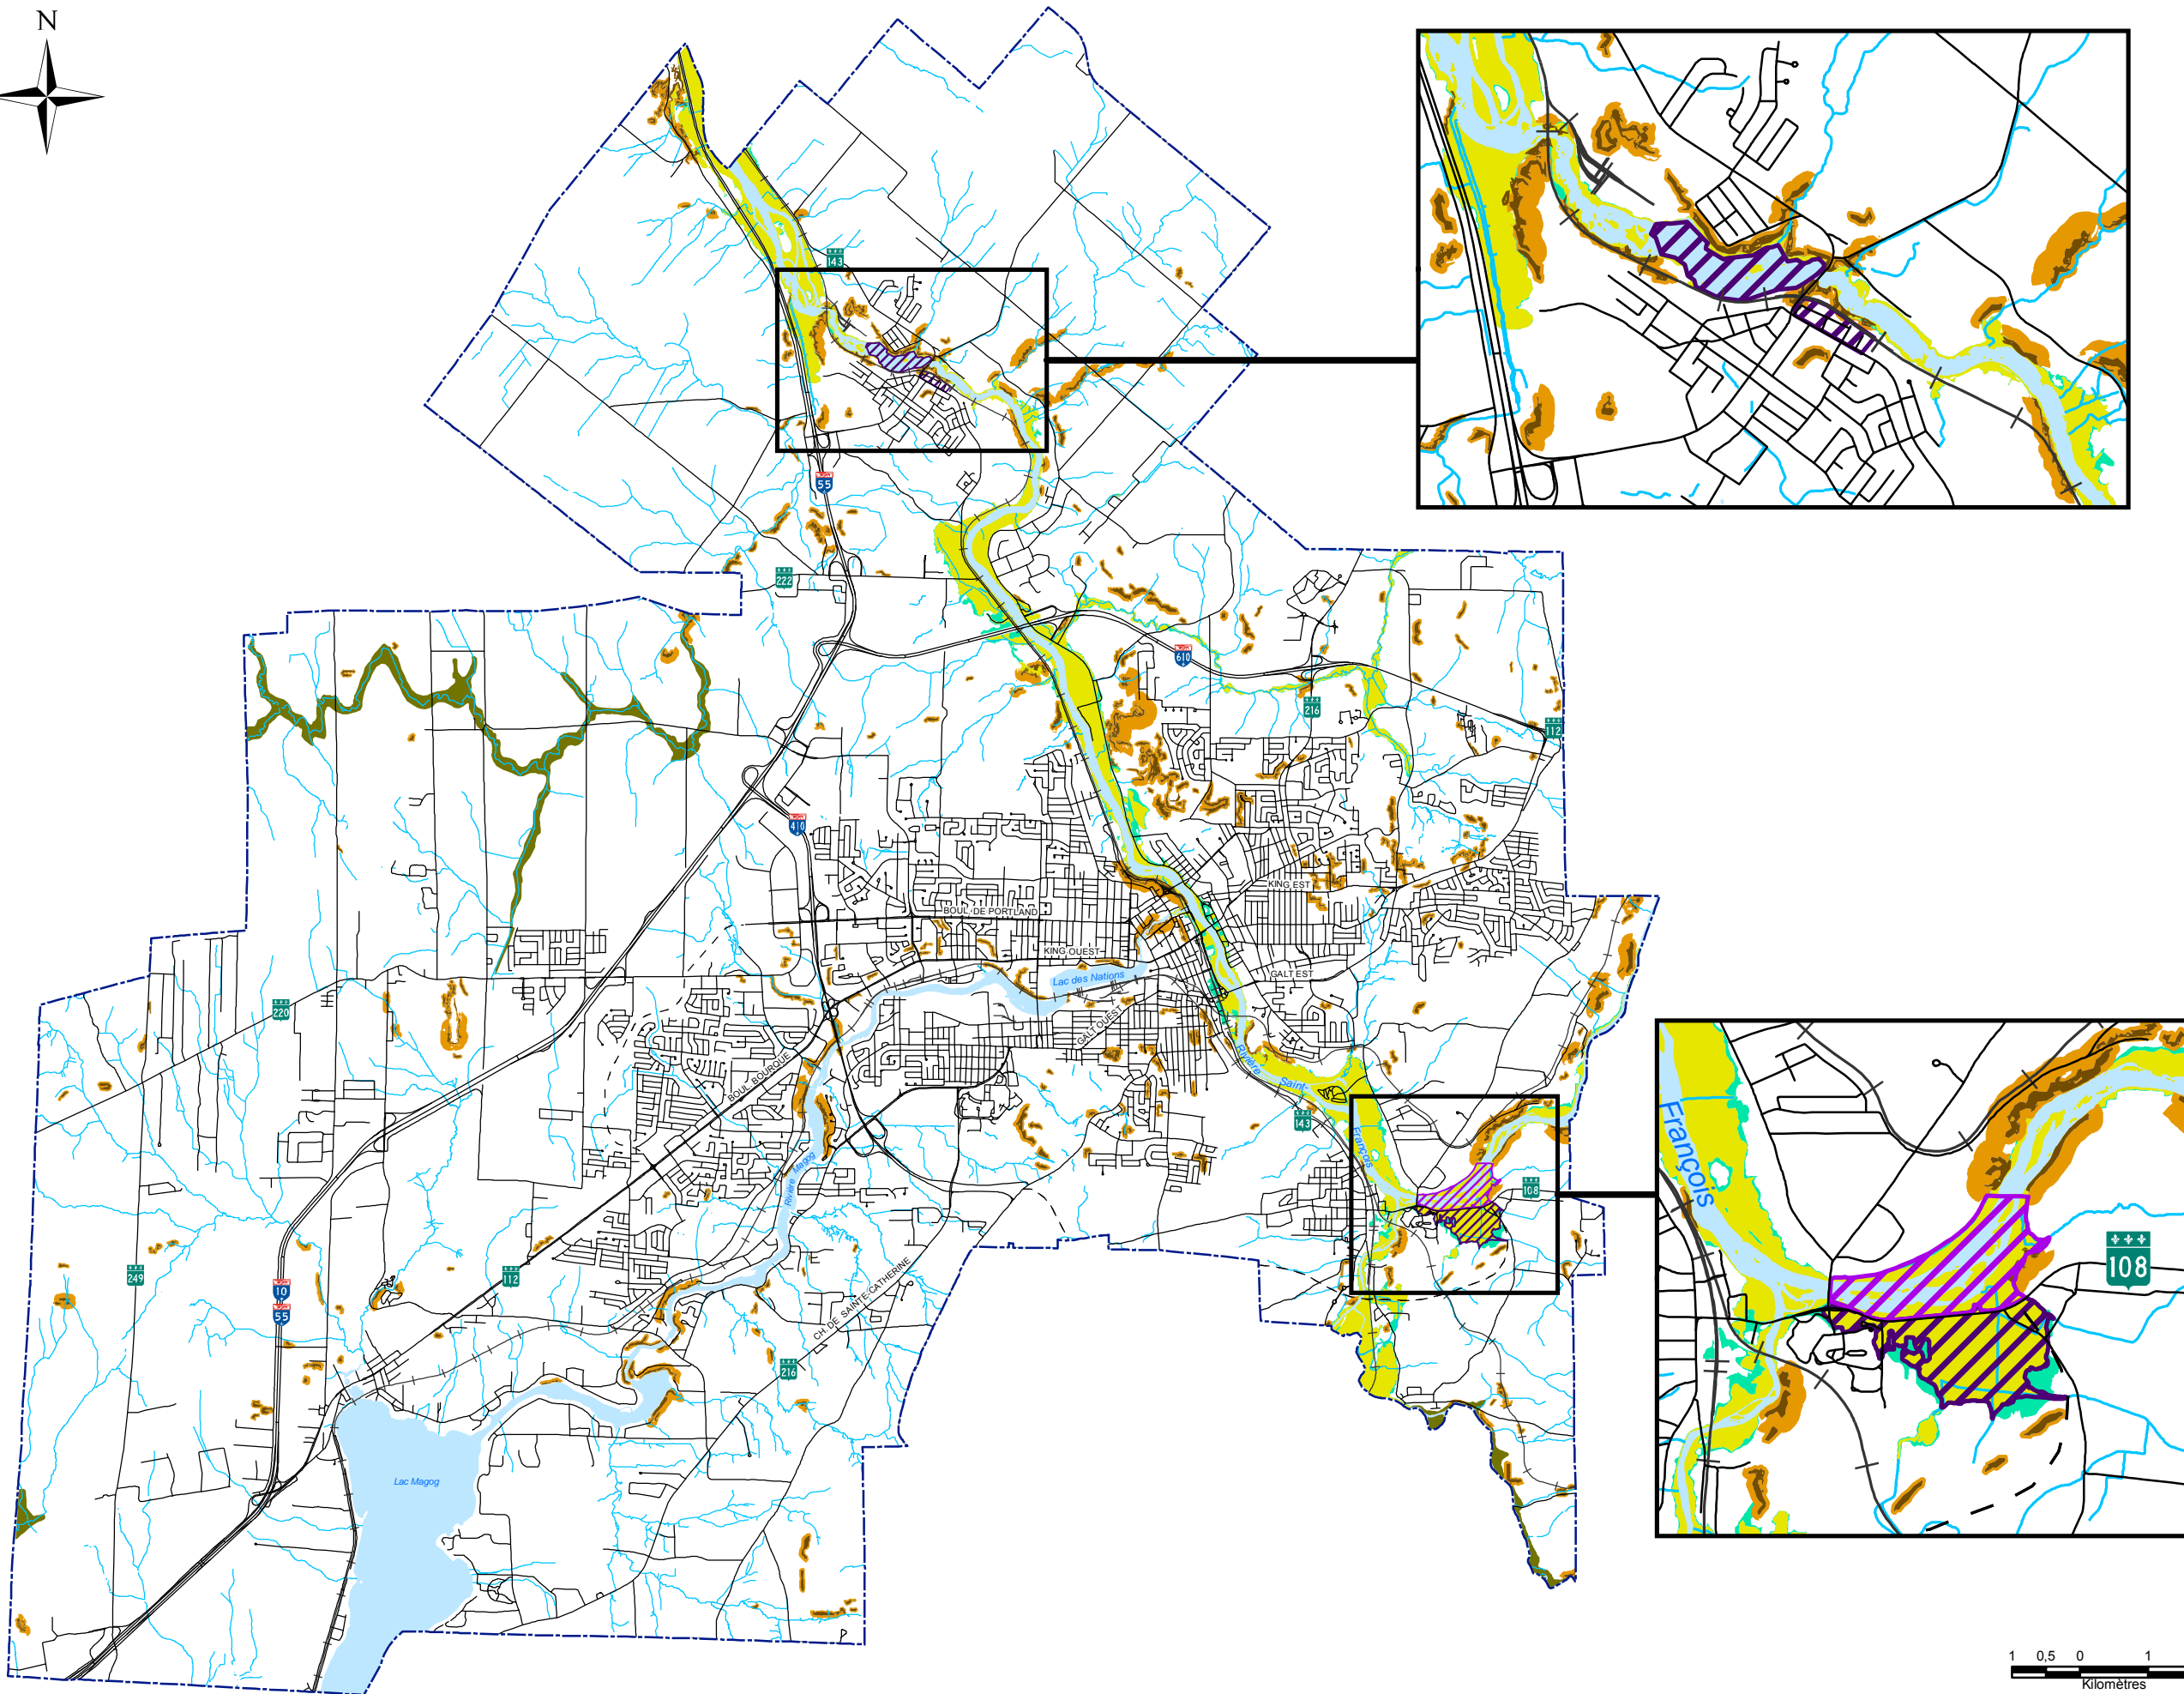 N
143
55
222
610
216
112
410
KING EST
BOUL. DE PORTLAND
KING OUEST
Lac des Nations
GALT EST
GALT OUEST
220
BOUL. BOURQUE
Rivière
Saint-
143
François
François
Rivière Magog
108
108
249
10
55
112
CH. DE SAINTE-CATHERINE
216
Lac Magog
1 0,5 0 1
Kilomètres